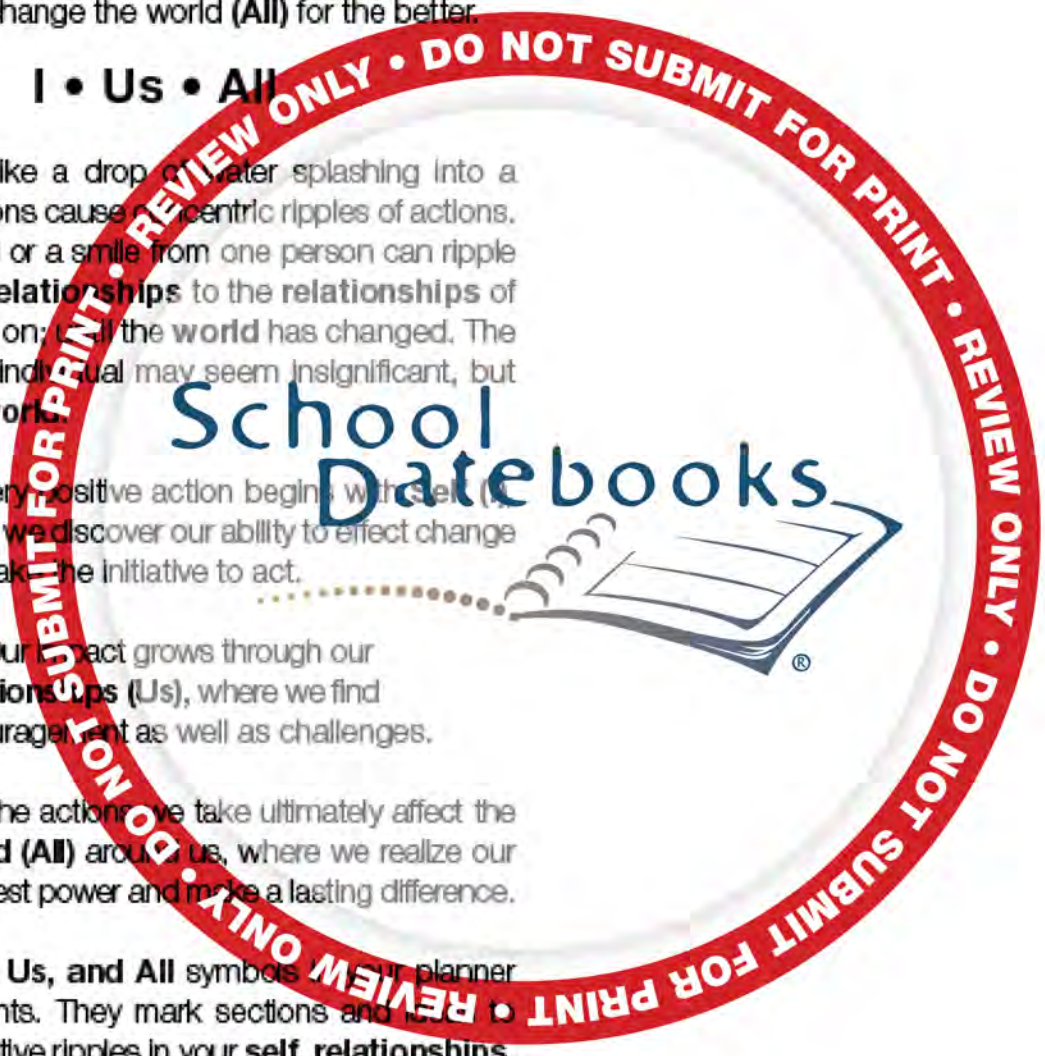 hange the world (All) for the better.
I • Us • All
ike a drop of water splashing into a
ons cause concentric ripples of actions.
or a smile from one person can ripple
elationships to the relationships of
on; until the world has changed. The
individual may seem insignificant, but
world.
ery positive action begins with Self (I),
we discover our ability to effect change
ake the initiative to act.
ur impact grows through our
ionships (Us), where we find
uragement as well as challenges.
he actions we take ultimately affect the
d (All) around us, where we realize our
est power and make a lasting difference.
Us, and All symbols in your planner
nts. They mark sections and to
tive ripples in your self, relationships,
REVIEW ONLY • DO NOT SUBMIT FOR PRINT • REVIEW ONLY • DO NOT SUBMIT FOR PRINT • REVIEW ONLY • DO NOT SUBMIT FOR PRINT •
School
Datebooks
®